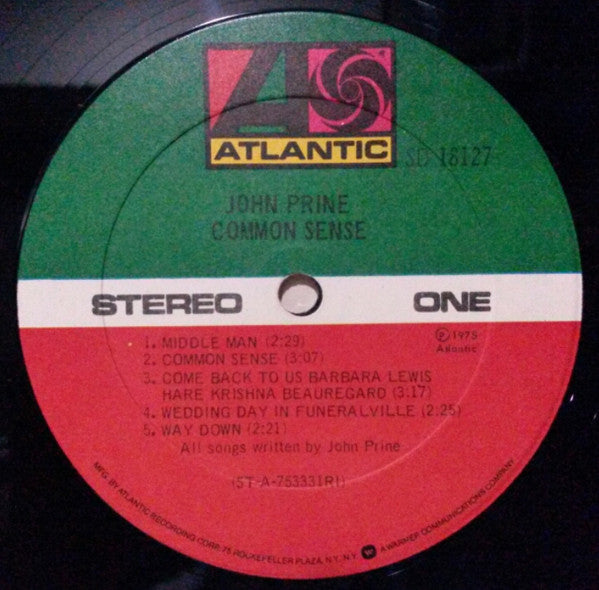 ATLANTIC
SD 18127
JOHN PRINE
COMMON SENSE
STEREO ONE
1. MIDDLE MAN (2:29)
2. COMMON SENSE (3:07)
3. COME BACK TO US BARBARA LEWIS
HARE KRISHNA BEAUREGARD (3:17)
4. WEDDING DAY IN FUNERALVILLE (2:25)
5. WAY DOWN (2:21)
All songs written by John Prine
℗ 1975
Atlantic
(ST-A-753331RI)
MFG. BY ATLANTIC RECORDING CORP. 75 ROCKEFELLER PLAZA, N.Y., N.Y. W A WARNER COMMUNICATIONS COMPANY